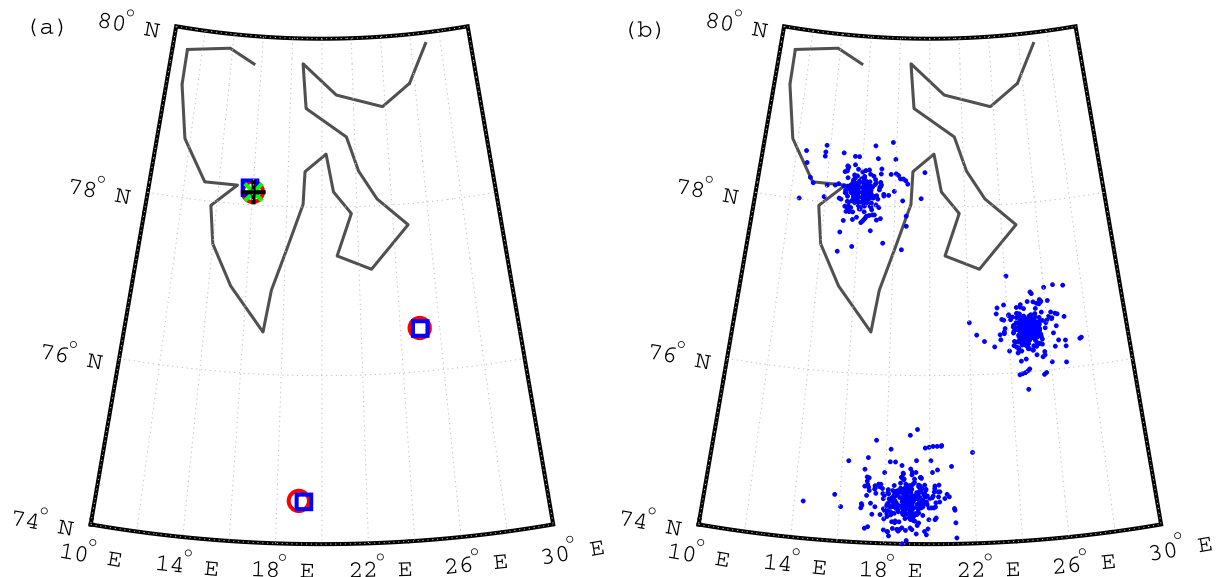 (a)
80° N
78° N
76° N
74° N
10° E
14° E
18° E
22° E
26° E
30° E
(b)
80° N
78° N
76° N
74° N
10° E
14° E
18° E
22° E
26° E
30° E